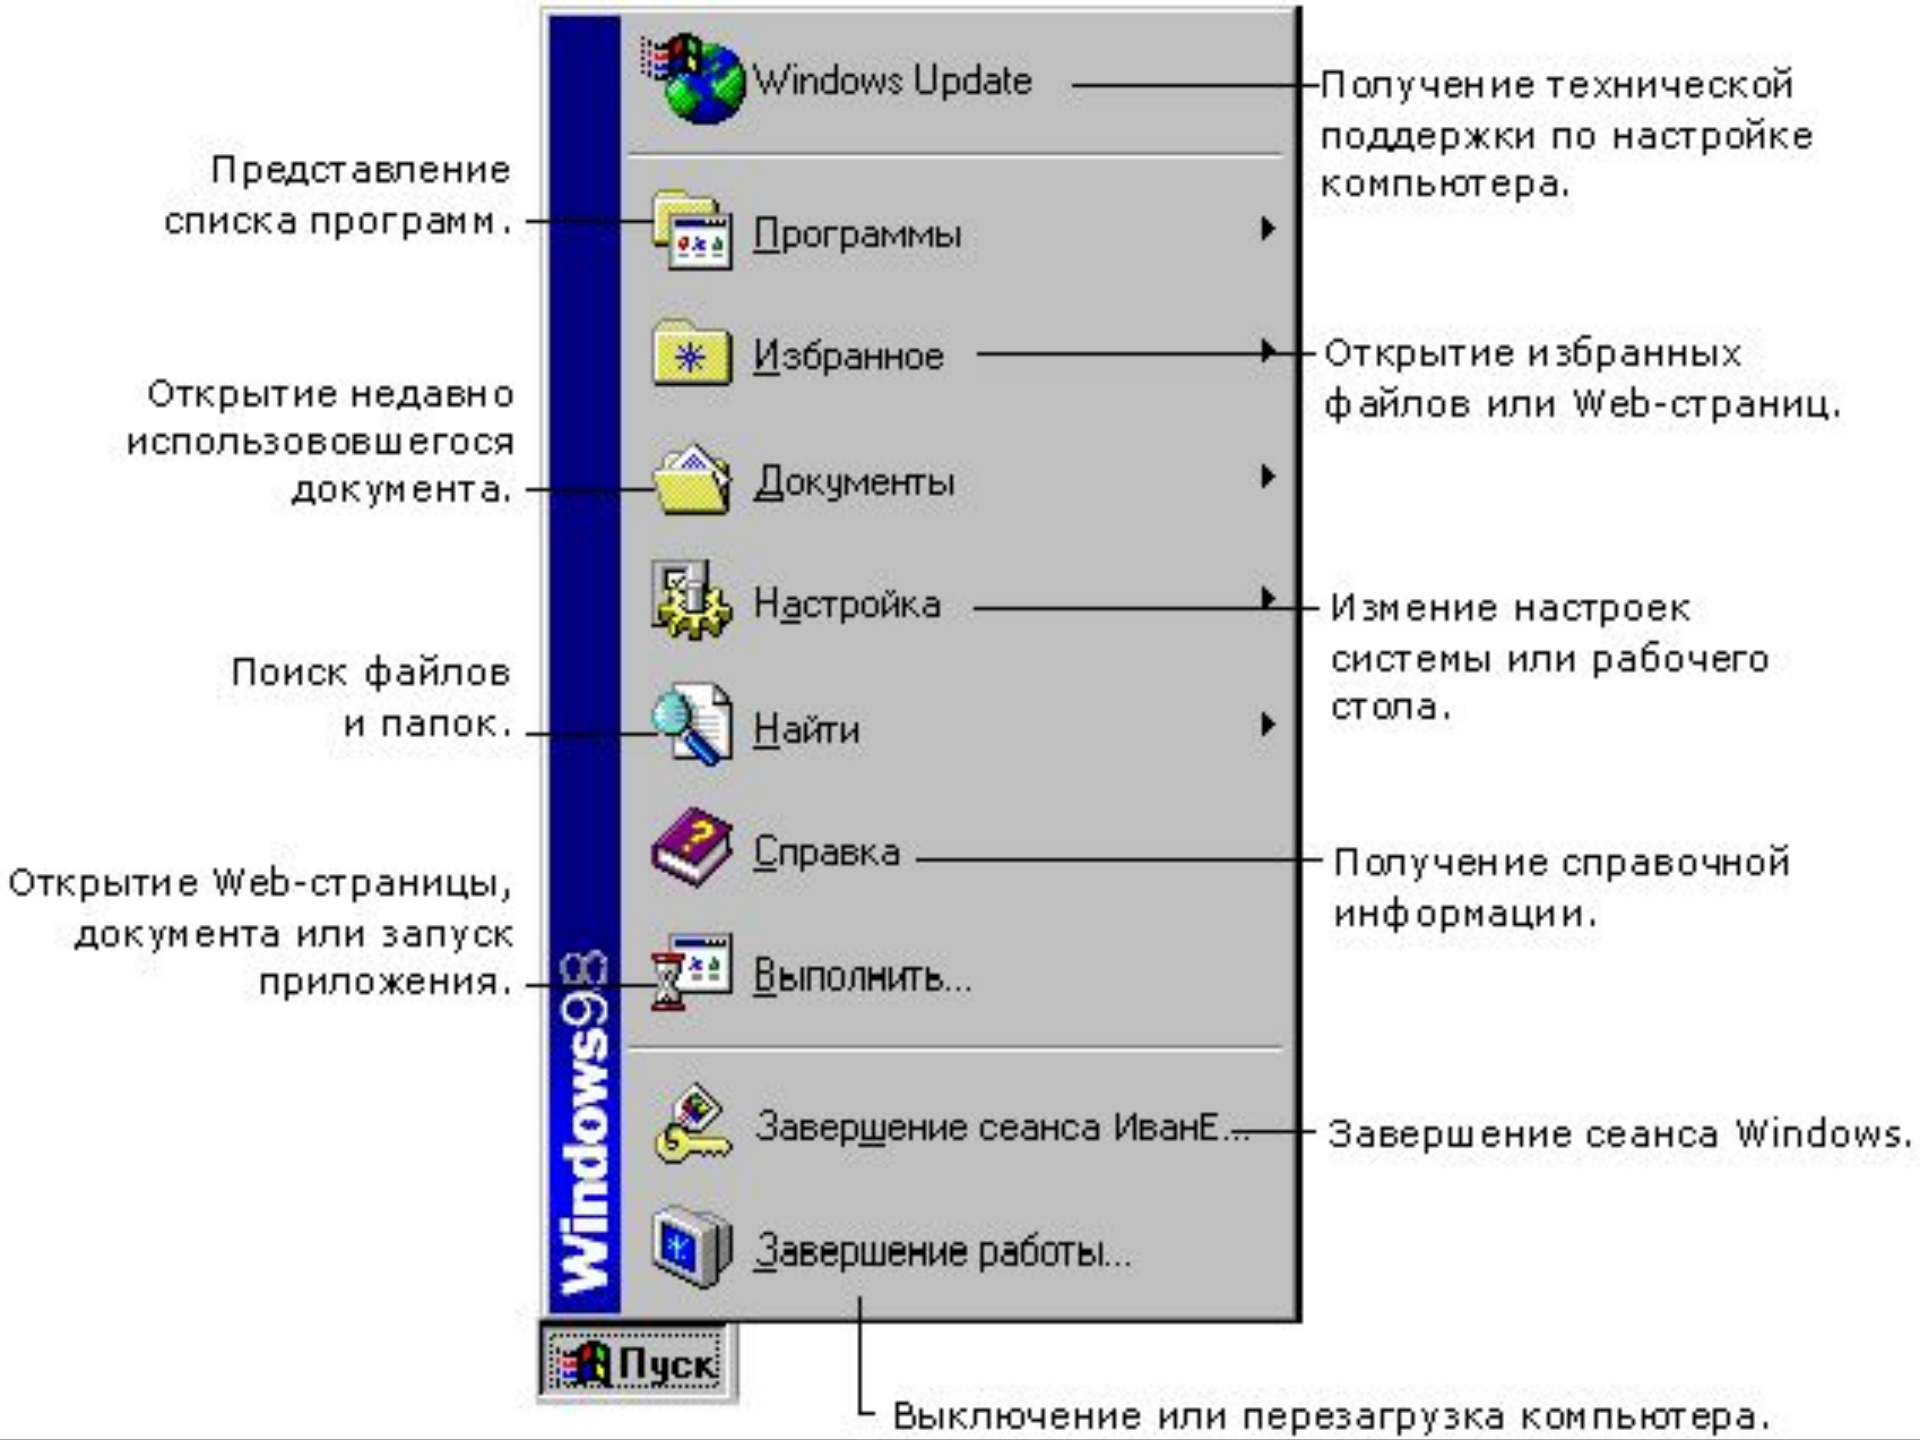 Windows Update
Получение технической
поддержки по настройке
компьютера.
Представление
списка программ.
Программы
Избранное
Открытие избранных
файлов или Web-страниц.
Открытие недавно
использововшегося
документа.
Документы
Настройка
Измение настроек
системы или рабочего
стола.
Поиск файлов
и папок.
Найти
Справка
Получение справочной
информации.
Открытие Web-страницы,
документа или запуск
приложения.
Выполнить...
Windows98
Завершение сеанса ИванЕ...
Завершение сеанса Windows.
Завершение работы...
Пуск
Выключение или перезагрузка компьютера.